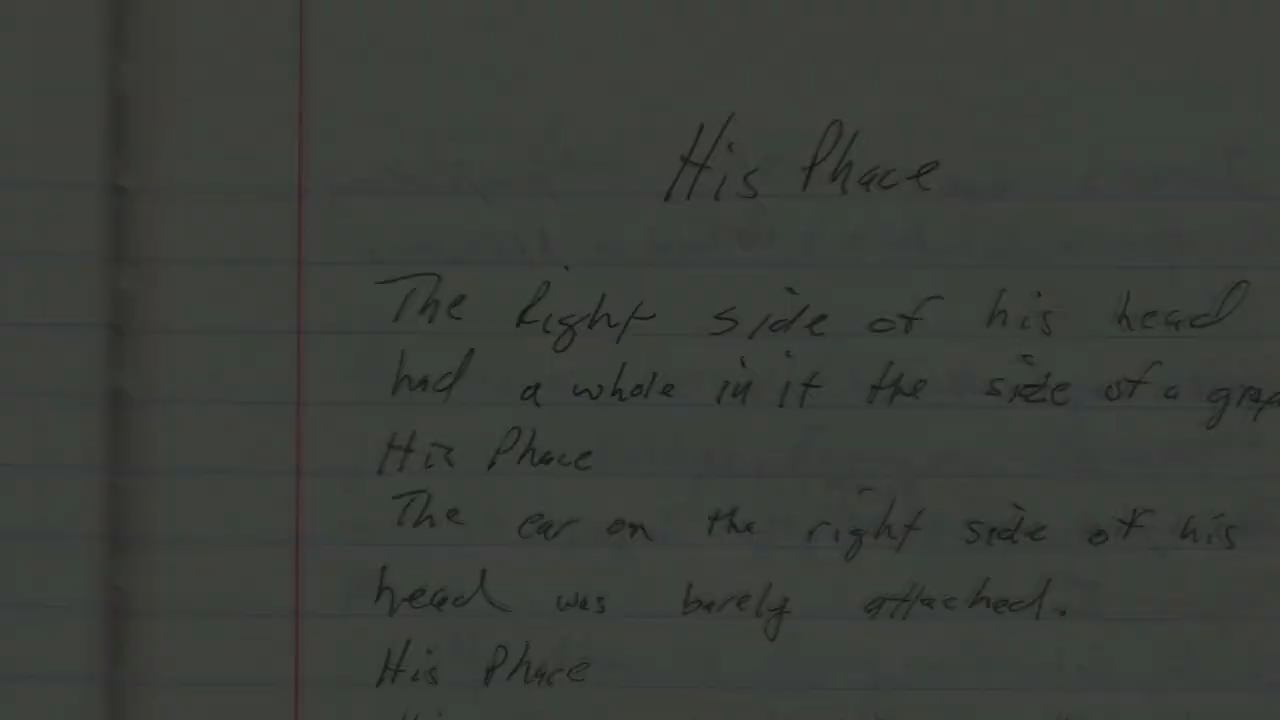 His Phace
The Right side of his head
had a whole in it the side of a
His Phace
The ear on the right side of his
head was barely attached.
His Phace